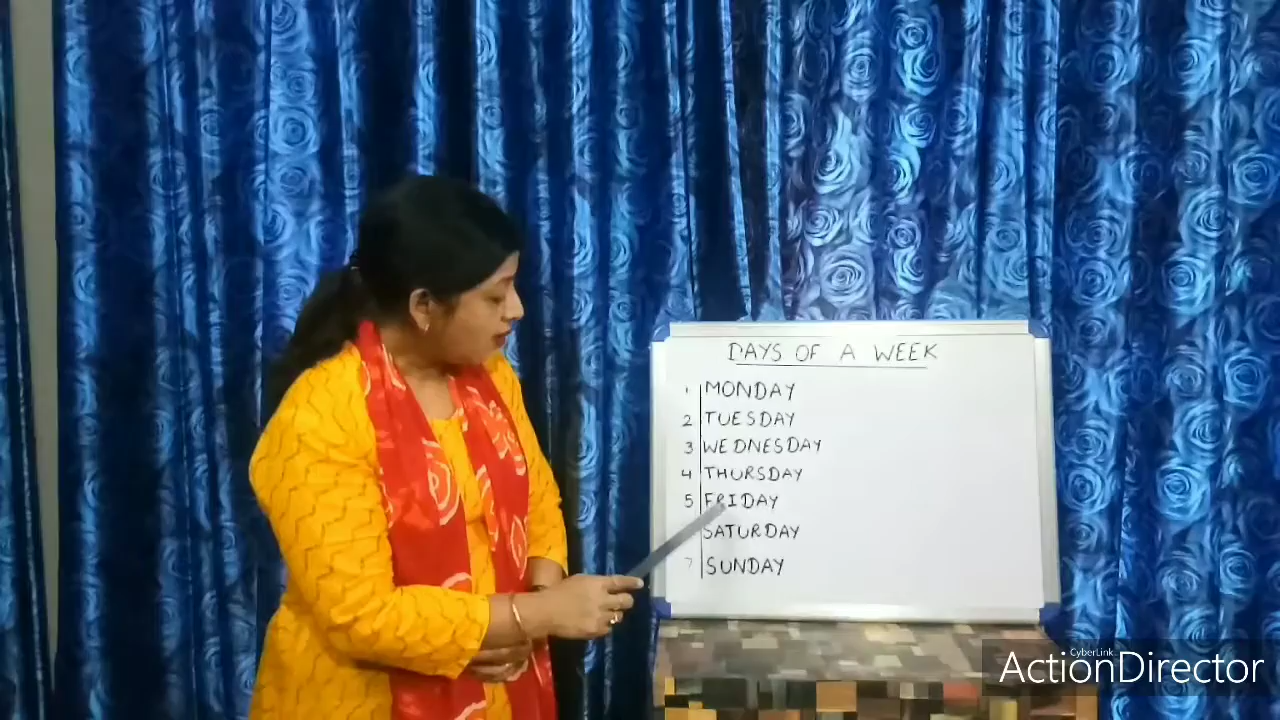 DAYS OF A WEEK
1 MONDAY
2 TUESDAY
3 WEDNESDAY
4 THURSDAY
5 FRIDAY
SATURDAY
7 SUNDAY
CyberLink
ActionDirector